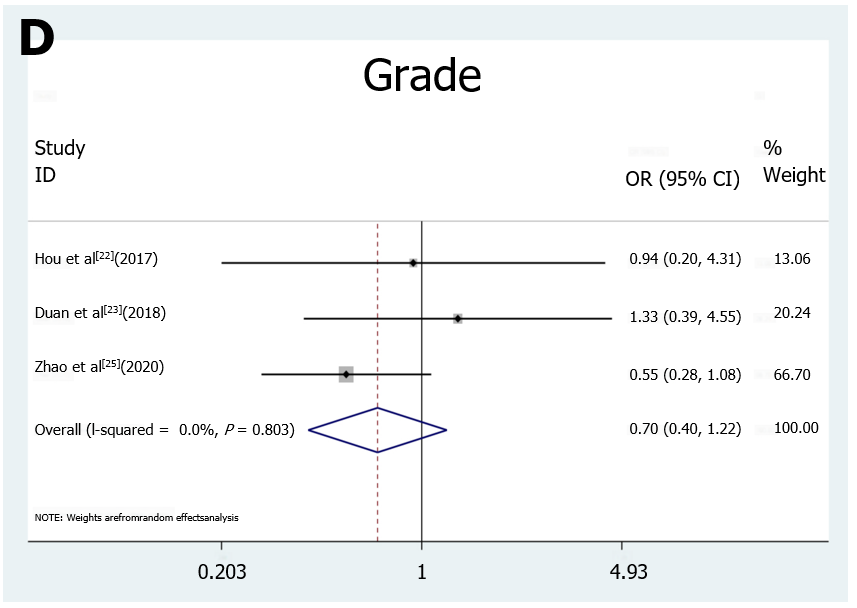 D
Grade
Study
ID
OR (95% CI)
%
Weight
Hou et al[22](2017) 0.94 (0.20, 4.31) 13.06
Duan et al[23](2018) 1.33 (0.39, 4.55) 20.24
Zhao et al[25](2020) 0.55 (0.28, 1.08) 66.70
Overall (I-squared = 0.0%, P = 0.803) 0.70 (0.40, 1.22) 100.00
NOTE: Weights arefromrandom effectsanalysis
0.203 1 4.93